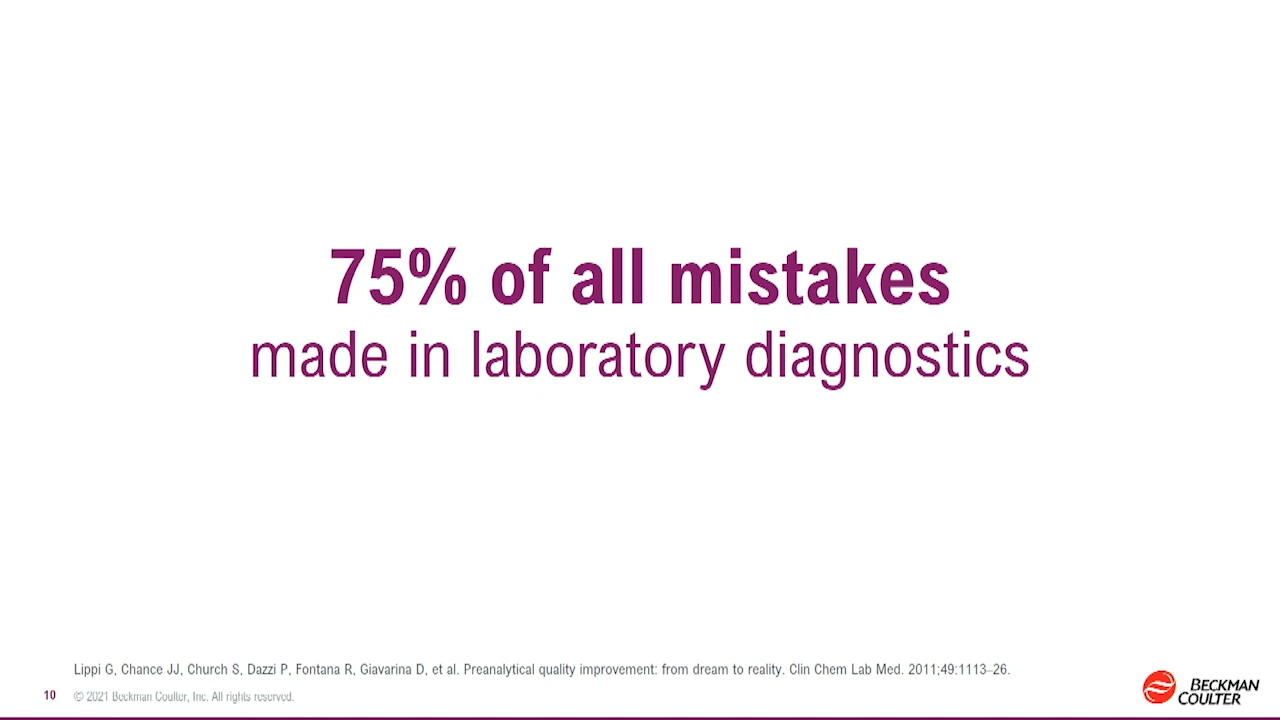 75% of all mistakes
made in laboratory diagnostics
Lippi G, Chance JJ, Church S, Dazzi P, Fontana R, Giavarina D, et al. Preanalytical quality improvement: from dream to reality. Clin Chem Lab Med. 2011;49:1113–26.
10 © 2021 Beckman Coulter, Inc. All rights reserved.
BECKMAN
COULTER